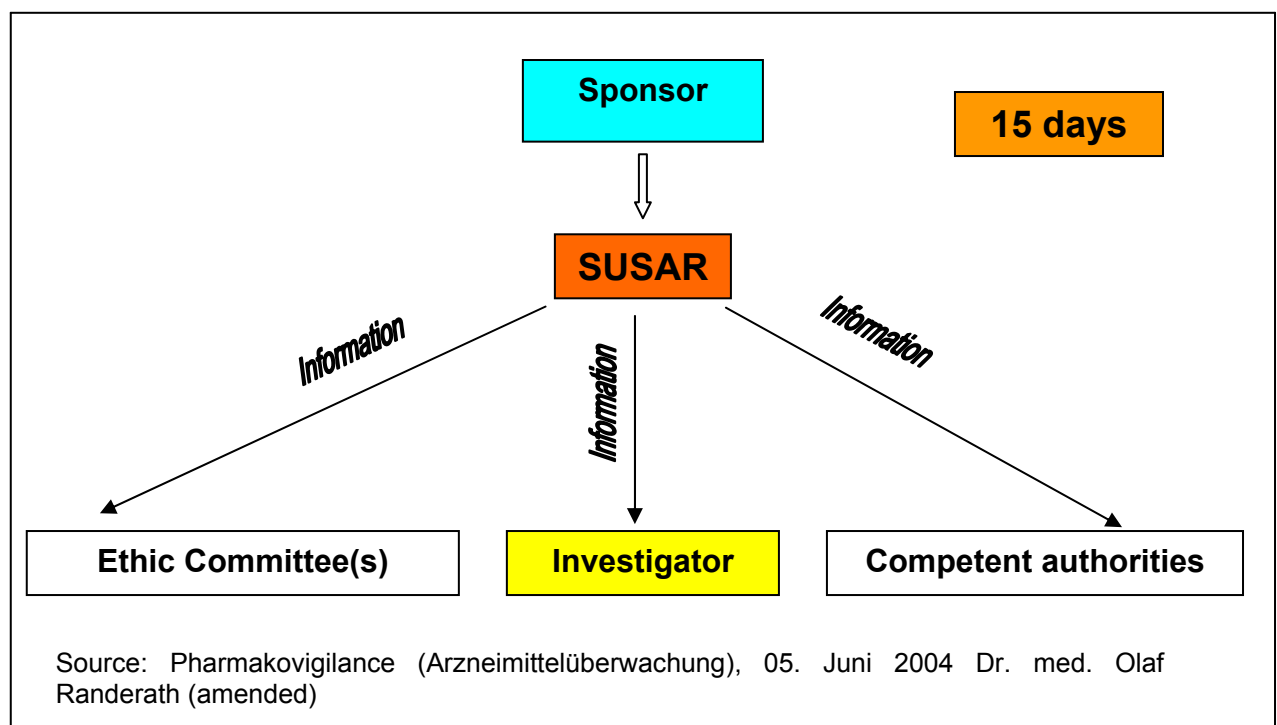 Sponsor
15 days
SUSAR
Information
Information
Information
Ethic Committee(s)
Investigator
Competent authorities
Source: Pharmakovigilance (Arzneimittelüberwachung), 05. Juni 2004 Dr. med. Olaf
Randerath (amended)